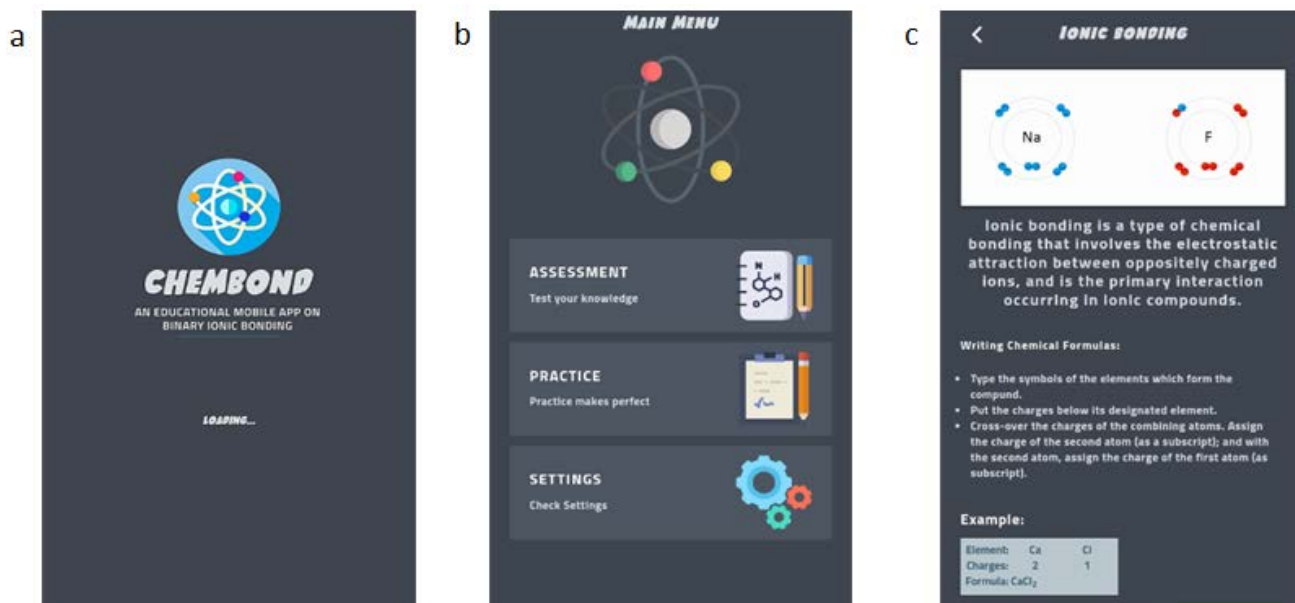 a
CHEMBOND
AN EDUCATIONAL MOBILE APP ON
BINARY IONIC BONDING
LOADING...
b
MAIN MENU
ASSESSMENT
Test your knowledge
PRACTICE
Practice makes perfect
SETTINGS
Check Settings
c
IONIC BONDING
Na F
Ionic bonding is a type of chemical
bonding that involves the electrostatic
attraction between oppositely charged
ions, and is the primary interaction
occurring in ionic compounds.
Writing Chemical Formulas:
• Type the symbols of the elements which form the
compund.
• Put the charges below its designated element.
• Cross-over the charges of the combining atoms. Assign
the charge of the second atom (as a subscript); and with
the second atom, assign the charge of the first atom (as
subscript).
Example:
Element: Ca Cl
Charges: 2 1
Formula: CaCl₂